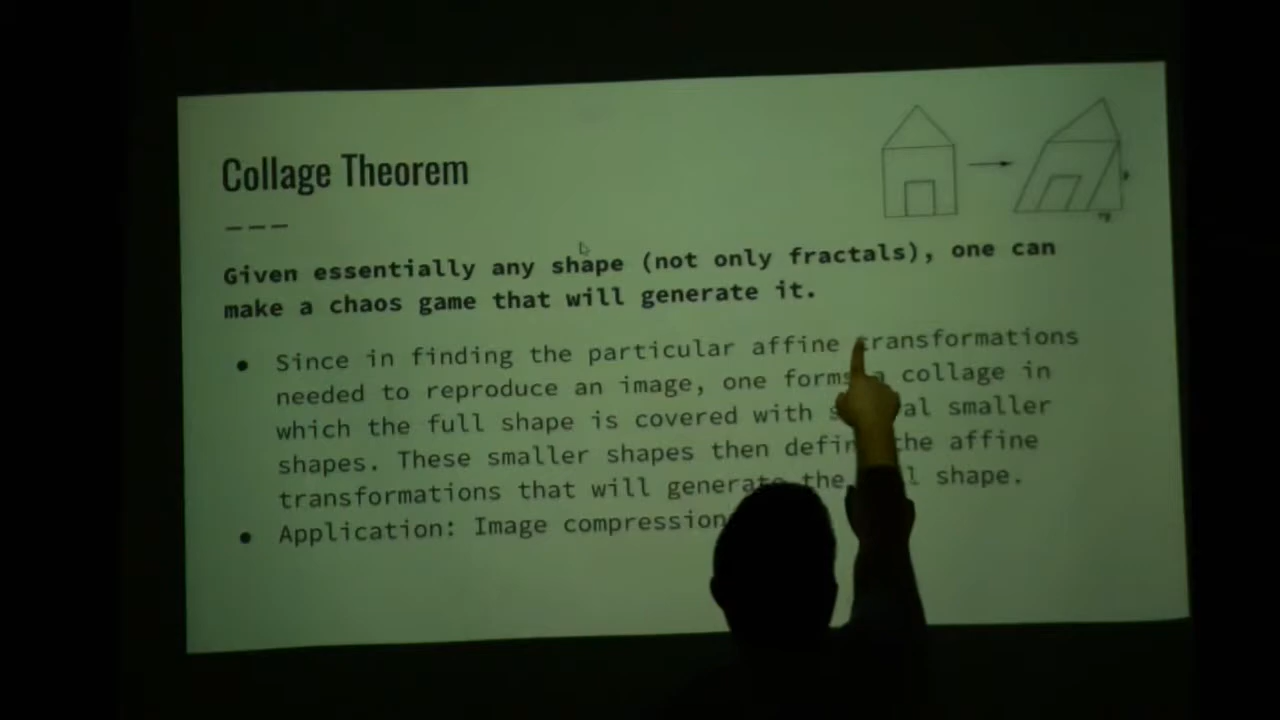 Collage Theorem
Given essentially any shape (not only fractals), one can
make a chaos game that will generate it.
Since in finding the particular affine transformations
needed to reproduce an image, one forms a collage in
which the full shape is covered with several smaller
shapes. These smaller shapes then define the affine
transformations that will generate the shape.
Application: Image compression